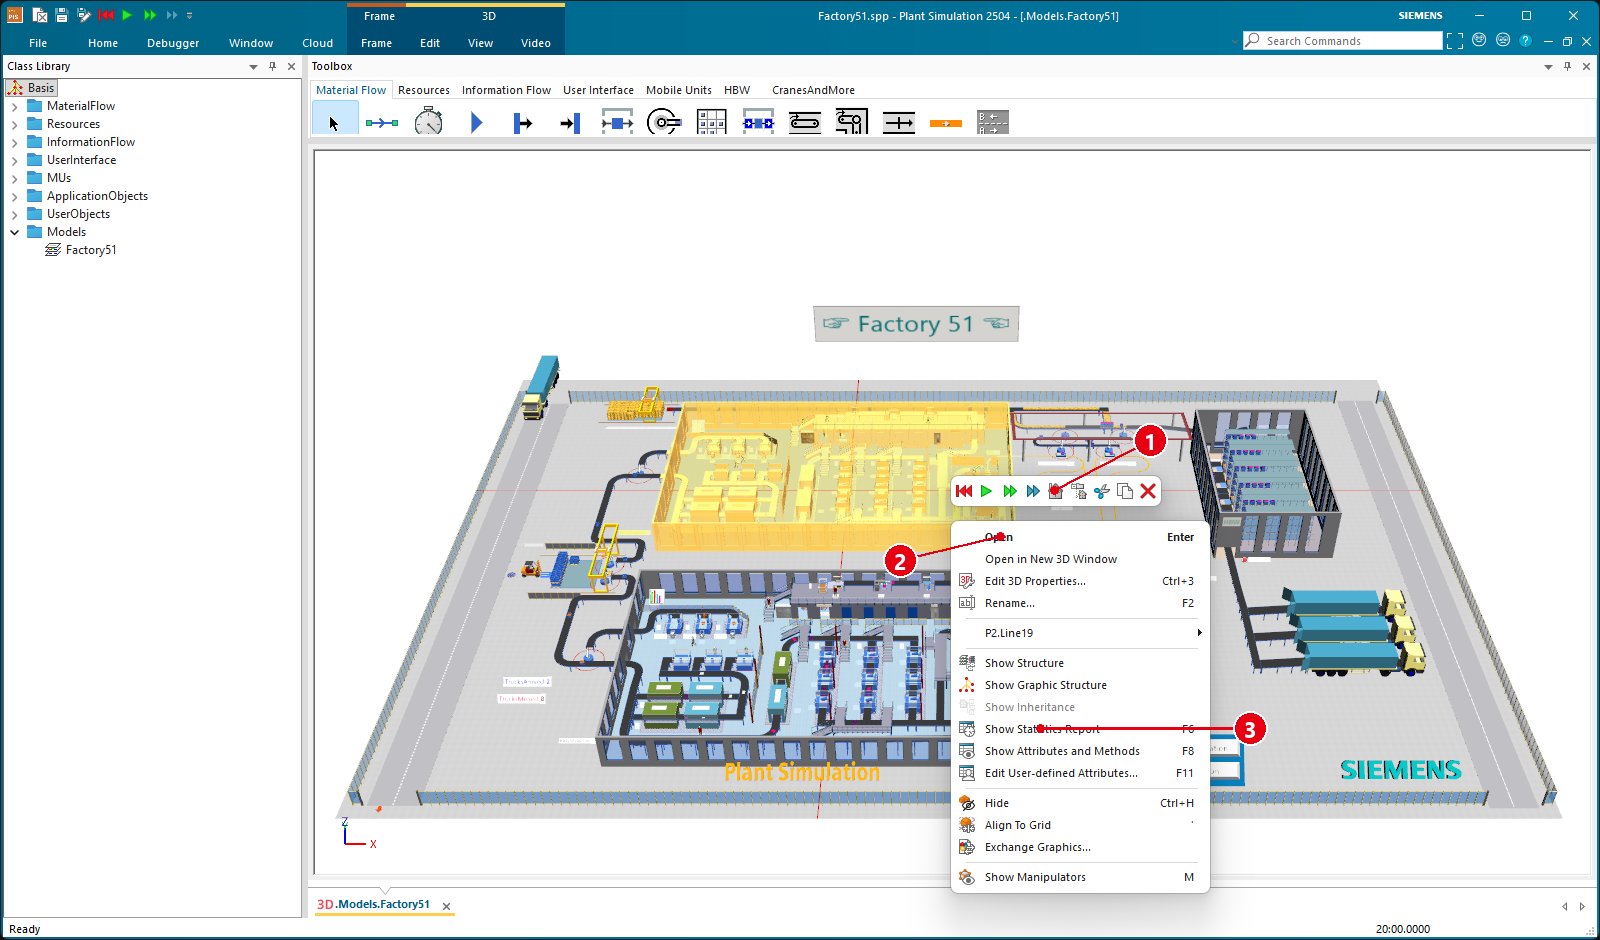 Frame
3D
Factory51.spp - Plant Simulation 2504 - [.Models.Factory51]
SIEMENS
File
Home
Debugger
Window
Cloud
Frame
Edit
View
Video
Search Commands
Class Library
Toolbox
Basis
MaterialFlow
Resources
InformationFlow
UserInterface
MUs
ApplicationObjects
UserObjects
Models
Factory51
Material Flow
Resources
Information Flow
User Interface
Mobile Units
HBW
CranesAndMore
☞ Factory 51 ☜
1
2
3
Open Enter
Open in New 3D Window
Edit 3D Properties... Ctrl+3
Rename... F2
P2.Line19
Show Structure
Show Graphic Structure
Show Inheritance
Show Statistics Report F6
Show Attributes and Methods F8
Edit User-defined Attributes... F11
Hide Ctrl+H
Align To Grid
Exchange Graphics...
Show Manipulators M
Plant Simulation
SIEMENS
Z
X
3D .Models.Factory51
Ready
20:00.0000